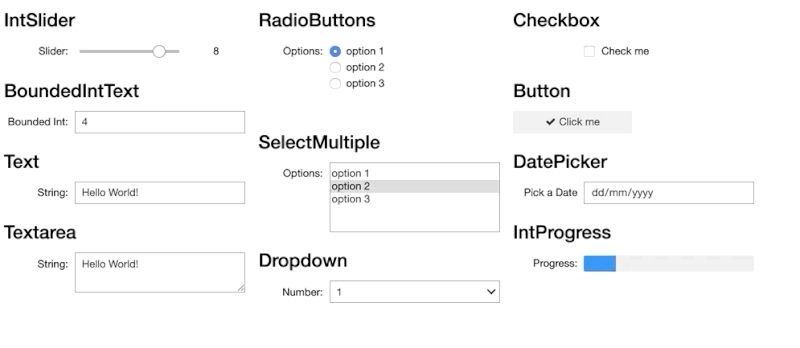 IntSlider
Slider:
8
BoundedIntText
Bounded Int:
4
Text
String:
Hello World!
Textarea
String:
Hello World!
RadioButtons
Options:
option 1
option 2
option 3
SelectMultiple
Options:
option 1
option 2
option 3
Dropdown
Number:
1
Checkbox
Check me
Button
Click me
DatePicker
Pick a Date
dd/mm/yyyy
IntProgress
Progress: